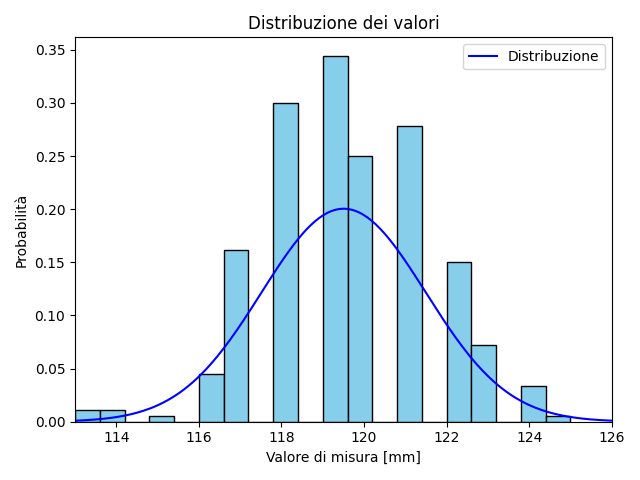 Distribuzione dei valori
Distribuzione
Probabilità
0.35
0.30
0.25
0.20
0.15
0.10
0.05
0.00
114 116 118 120 122 124 126
Valore di misura [mm]